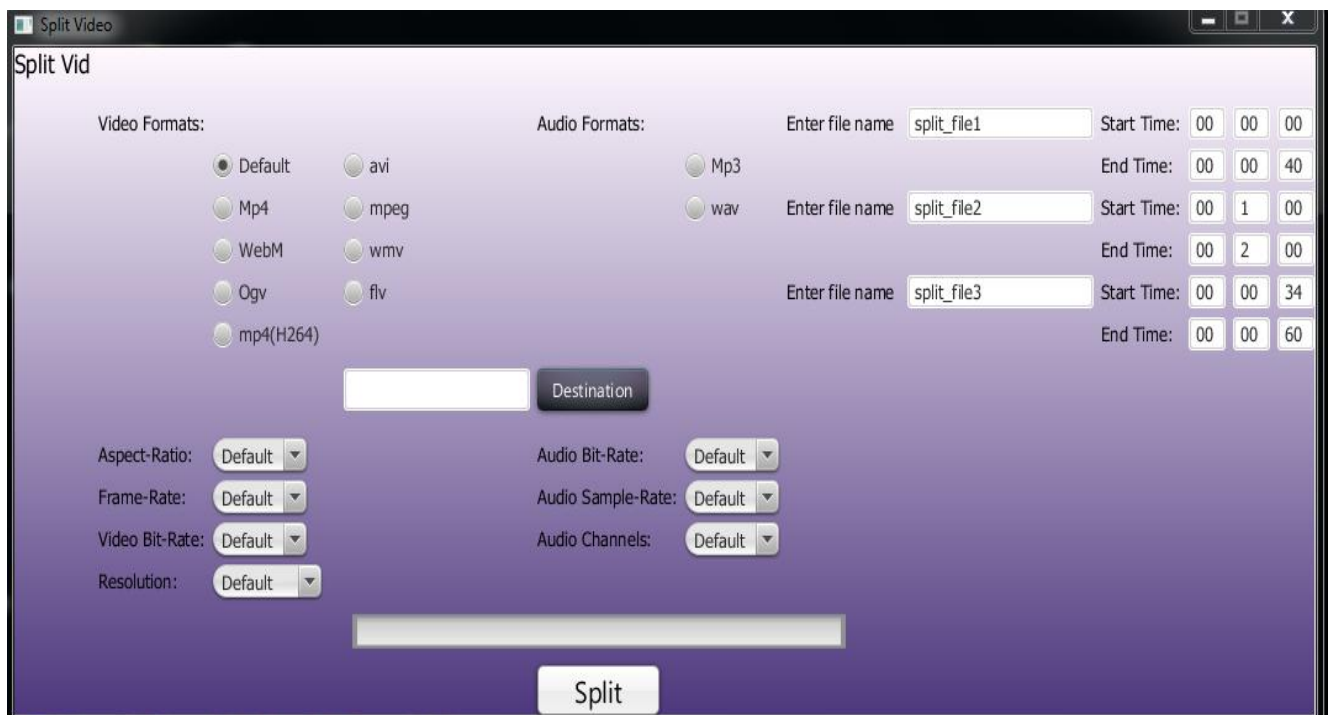 Split Video
Split Vid
Video Formats: Audio Formats: Enter file name split_file1 Start Time: 00 00 00
Default avi Mp3 End Time: 00 00 40
Mp4 mpeg wav Enter file name split_file2 Start Time: 00 1 00
WebM wmv End Time: 00 2 00
Ogv flv Enter file name split_file3 Start Time: 00 00 34
mp4(H264) End Time: 00 00 60
Destination
Aspect-Ratio: Default Audio Bit-Rate: Default
Frame-Rate: Default Audio Sample-Rate: Default
Video Bit-Rate: Default Audio Channels: Default
Resolution: Default
Split